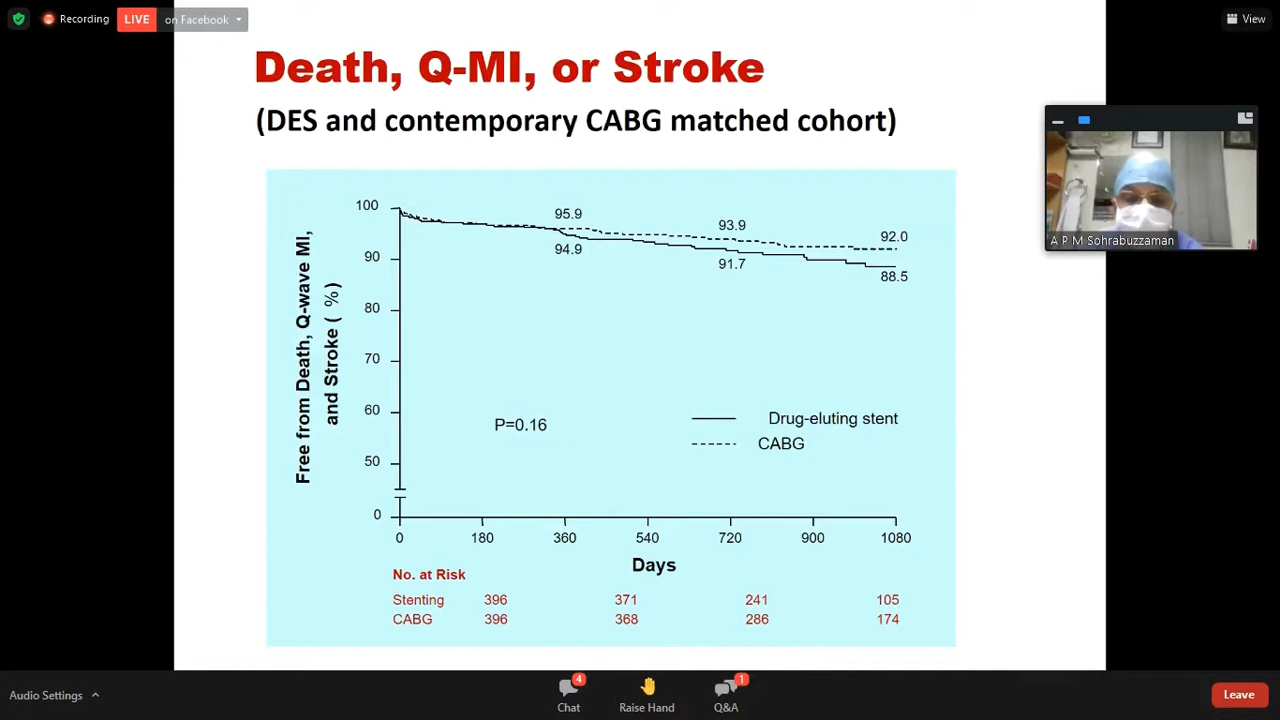 Recording
LIVE on Facebook
View
Death, Q-MI, or Stroke
(DES and contemporary CABG matched cohort)
A P M Sohrabuzzaman
Free from Death, Q-wave MI,
and Stroke ( %)
100
90
80
70
60
50
0
95.9
93.9
92.0
94.9
91.7
88.5
P=0.16
Drug-eluting stent
CABG
0 180 360 540 720 900 1080
Days
No. at Risk
Stenting 396 371 241 105
CABG 396 368 286 174
Audio Settings
4
Chat
Raise Hand
1
Q&A
Leave